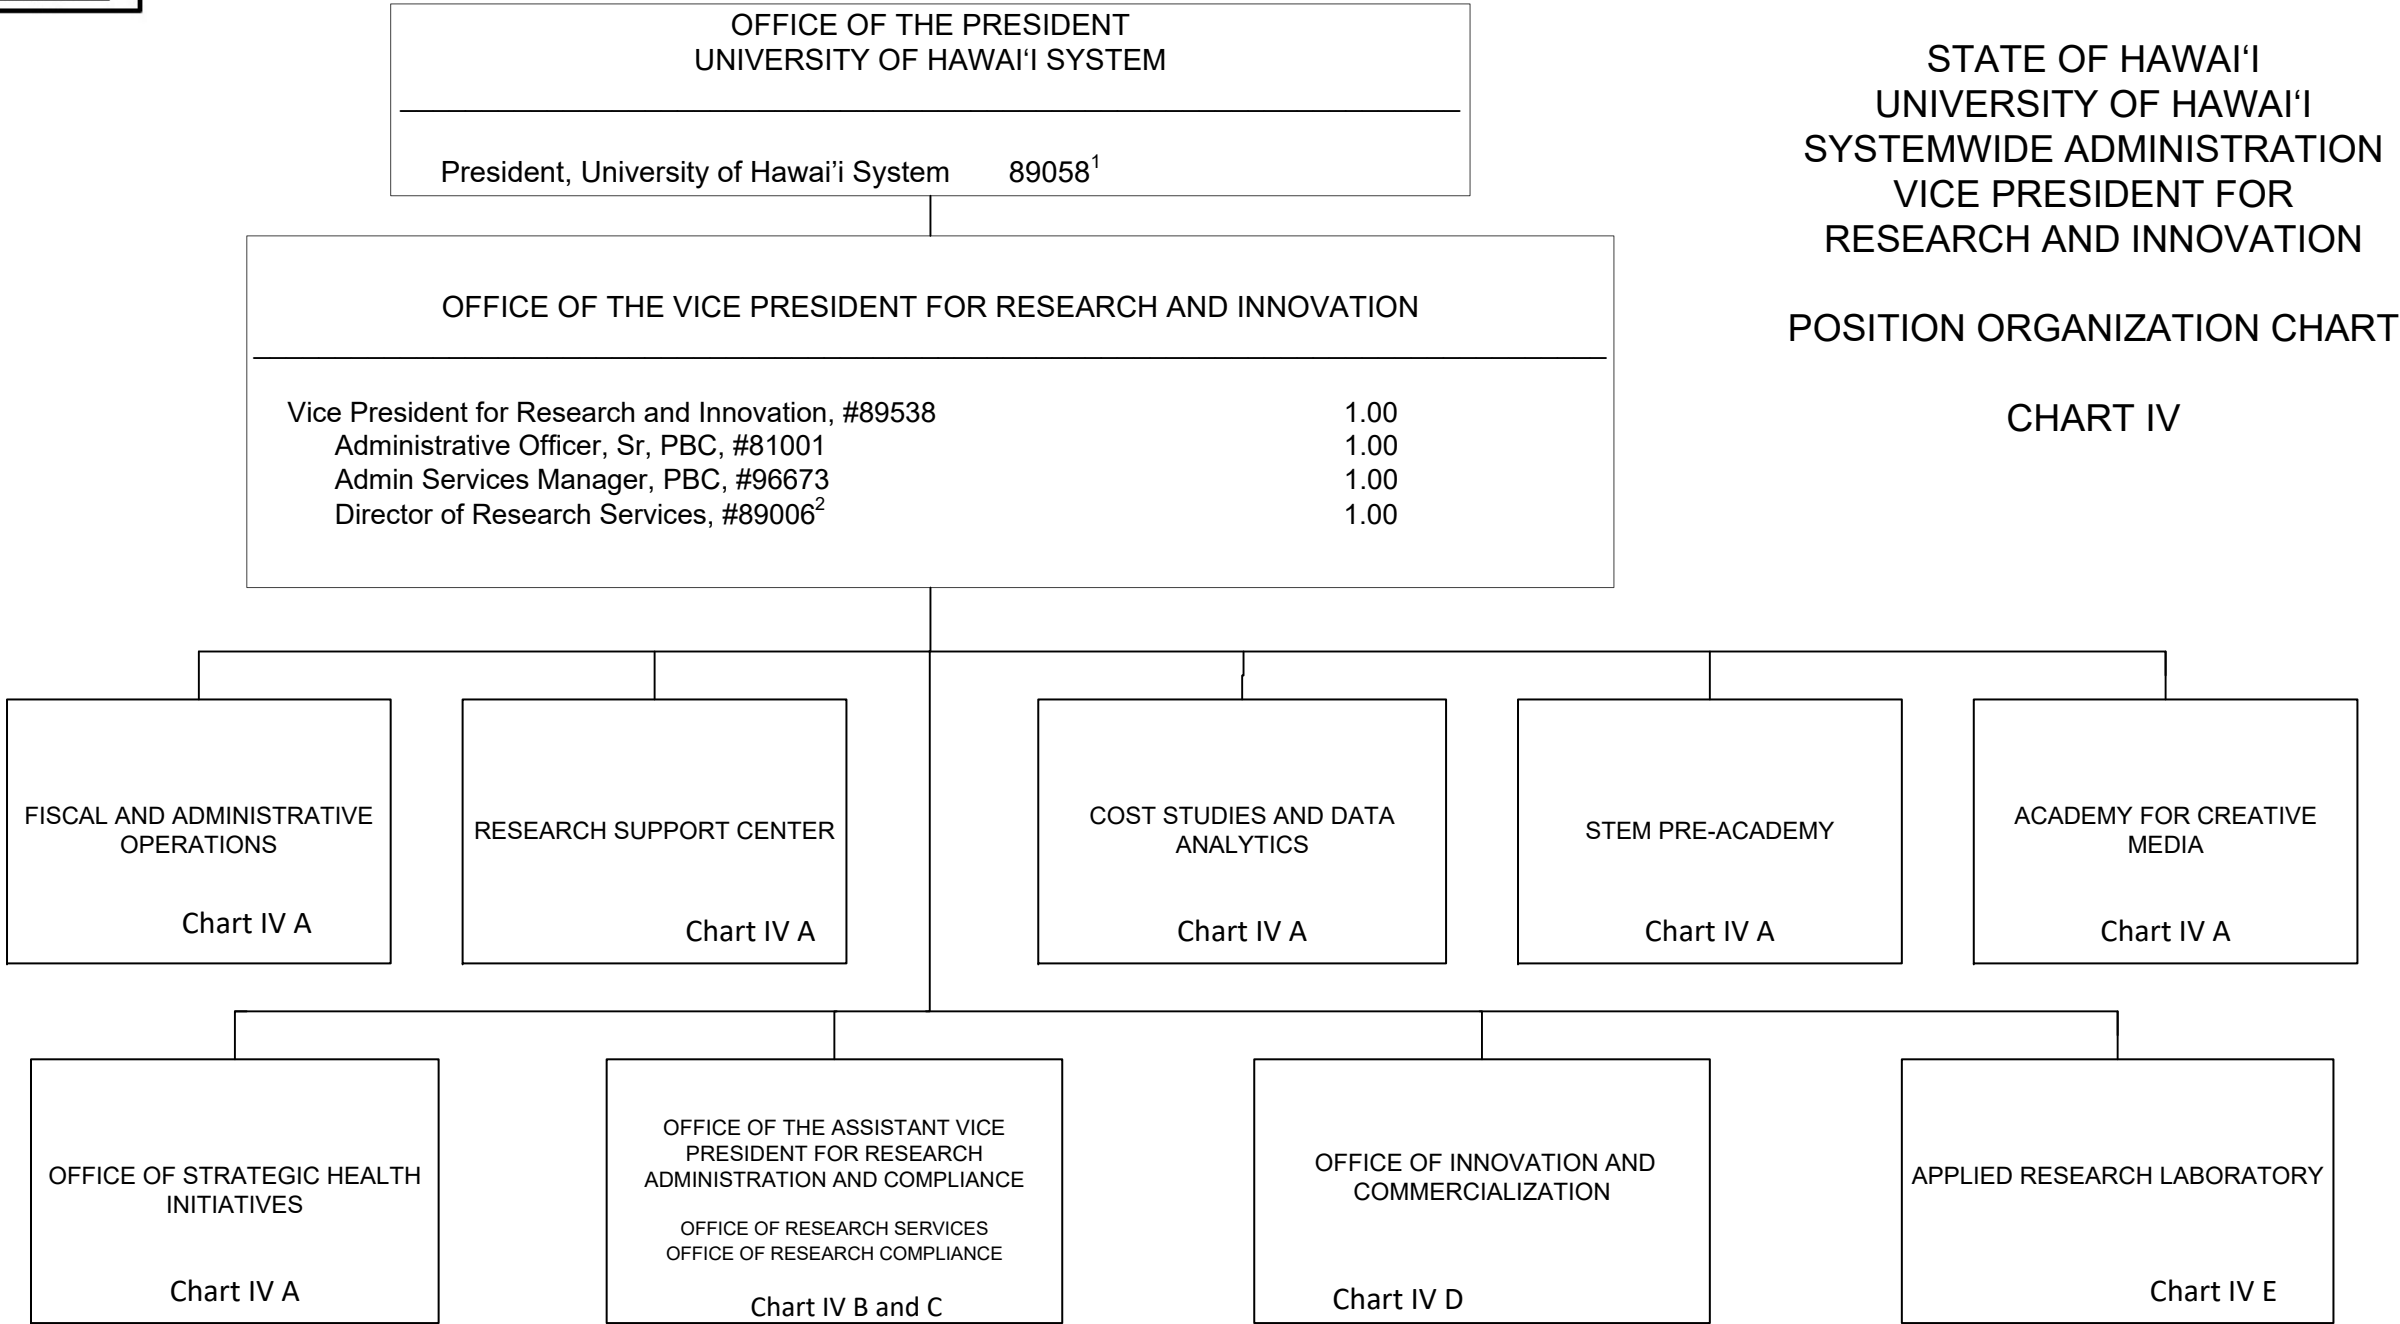 OFFICE OF THE PRESIDENT
UNIVERSITY OF HAWAI‘I SYSTEM
President, University of Hawai’i System 89058¹
STATE OF HAWAI‘I
UNIVERSITY OF HAWAI‘I
SYSTEMWIDE ADMINISTRATION
VICE PRESIDENT FOR
RESEARCH AND INNOVATION
POSITION ORGANIZATION CHART
CHART IV
OFFICE OF THE VICE PRESIDENT FOR RESEARCH AND INNOVATION
Vice President for Research and Innovation, #89538 1.00
Administrative Officer, Sr, PBC, #81001 1.00
Admin Services Manager, PBC, #96673 1.00
Director of Research Services, #89006² 1.00
FISCAL AND ADMINISTRATIVE
OPERATIONS
Chart IV A
RESEARCH SUPPORT CENTER
Chart IV A
COST STUDIES AND DATA
ANALYTICS
Chart IV A
STEM PRE-ACADEMY
Chart IV A
ACADEMY FOR CREATIVE
MEDIA
Chart IV A
OFFICE OF STRATEGIC HEALTH
INITIATIVES
Chart IV A
OFFICE OF THE ASSISTANT VICE
PRESIDENT FOR RESEARCH
ADMINISTRATION AND COMPLIANCE
OFFICE OF RESEARCH SERVICES
OFFICE OF RESEARCH COMPLIANCE
Chart IV B and C
OFFICE OF INNOVATION AND
COMMERCIALIZATION
Chart IV D
APPLIED RESEARCH LABORATORY
Chart IV E